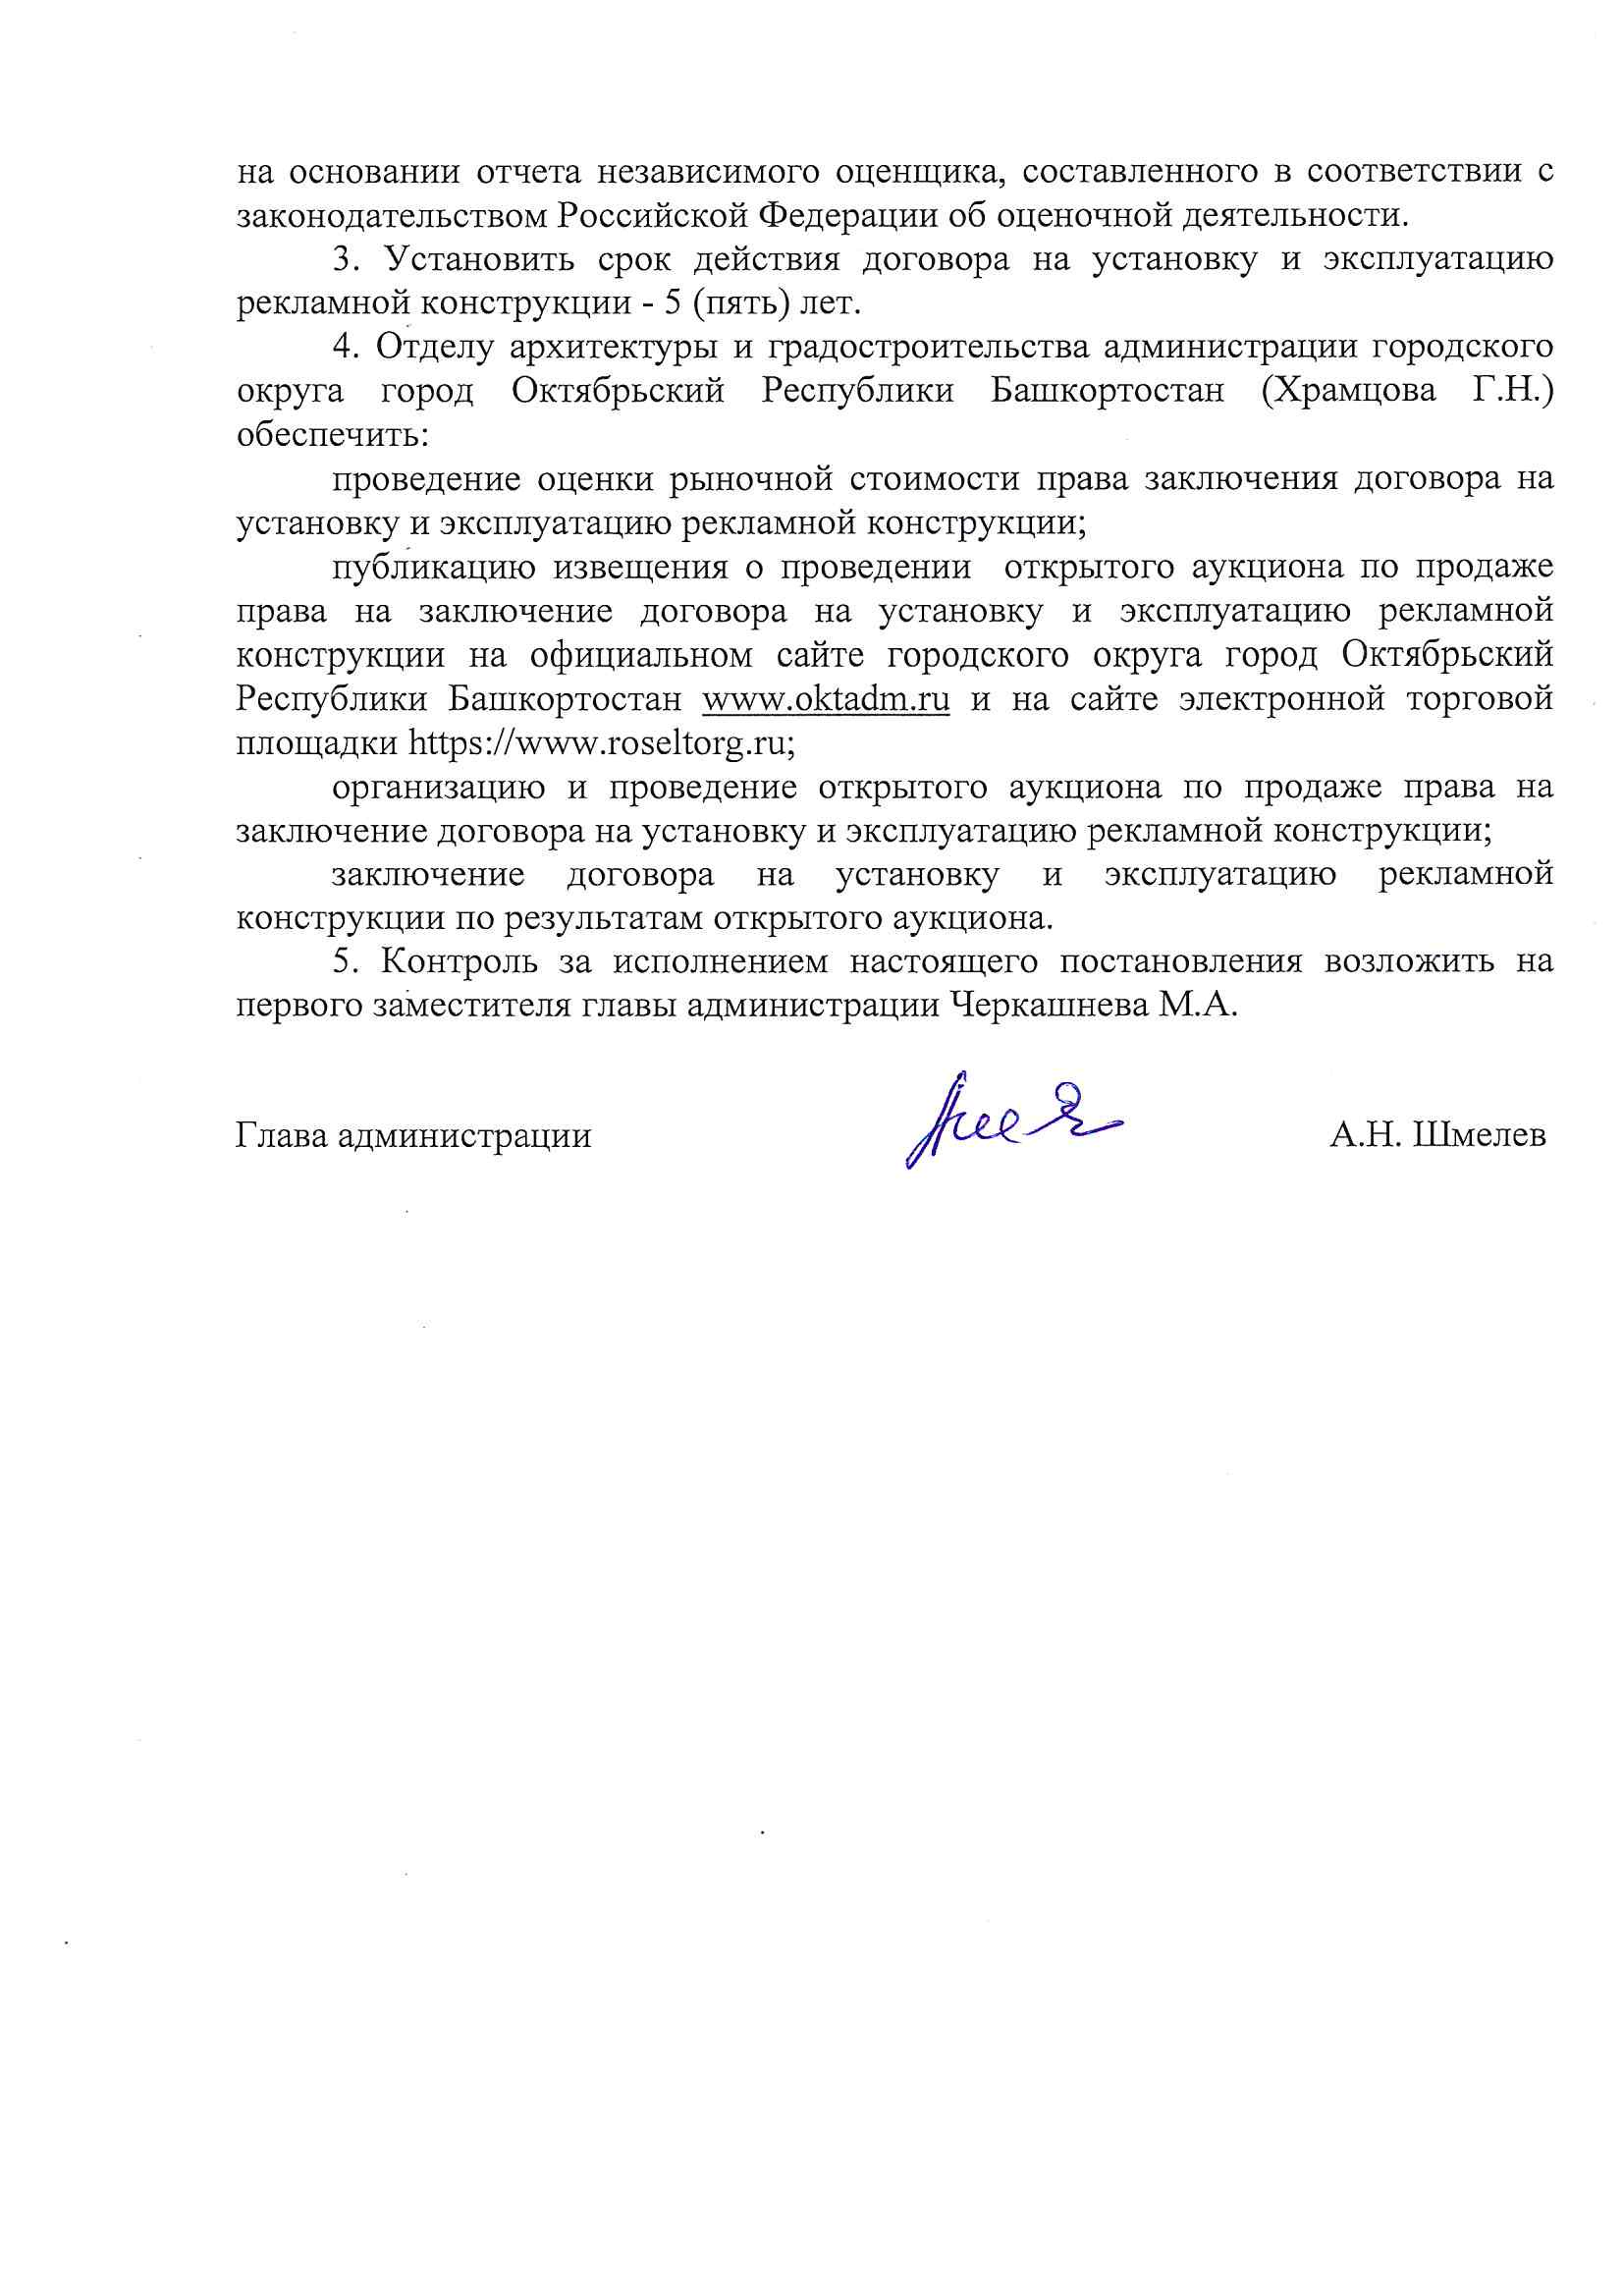 на основании отчета независимого оценщика, составленного в соответствии с
законодательством Российской Федерации об оценочной деятельности.
3. Установить срок действия договора на установку и эксплуатацию
рекламной конструкции - 5 (пять) лет.
4. Отделу архитектуры и градостроительства администрации городского
округа город Октябрьский Республики Башкортостан (Храмцова Г.Н.)
обеспечить:
проведение оценки рыночной стоимости права заключения договора на
установку и эксплуатацию рекламной конструкции;
публикацию извещения о проведении открытого аукциона по продаже
права на заключение договора на установку и эксплуатацию рекламной
конструкции на официальном сайте городского округа город Октябрьский
Республики Башкортостан www.oktadm.ru и на сайте электронной торговой
площадки https://www.roseltorg.ru;
организацию и проведение открытого аукциона по продаже права на
заключение договора на установку и эксплуатацию рекламной конструкции;
заключение договора на установку и эксплуатацию рекламной
конструкции по результатам открытого аукциона.
5. Контроль за исполнением настоящего постановления возложить на
первого заместителя главы администрации Черкашнева М.А.
Глава администрации А.Н. Шмелев